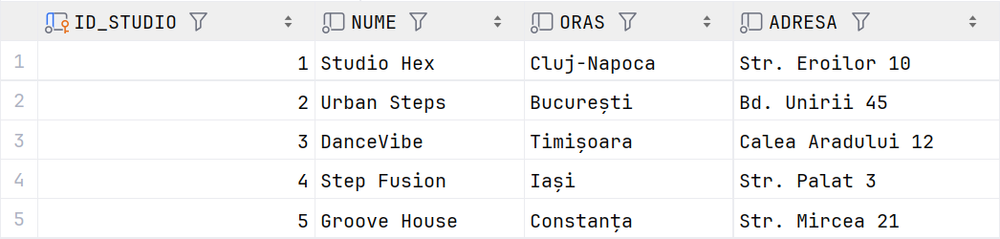 ID_STUDIO NUME ORAS ADRESA
1 1 Studio Hex Cluj-Napoca Str. Eroilor 10
2 2 Urban Steps București Bd. Unirii 45
3 3 DanceVibe Timișoara Calea Aradului 12
4 4 Step Fusion Iași Str. Palat 3
5 5 Groove House Constanța Str. Mircea 21